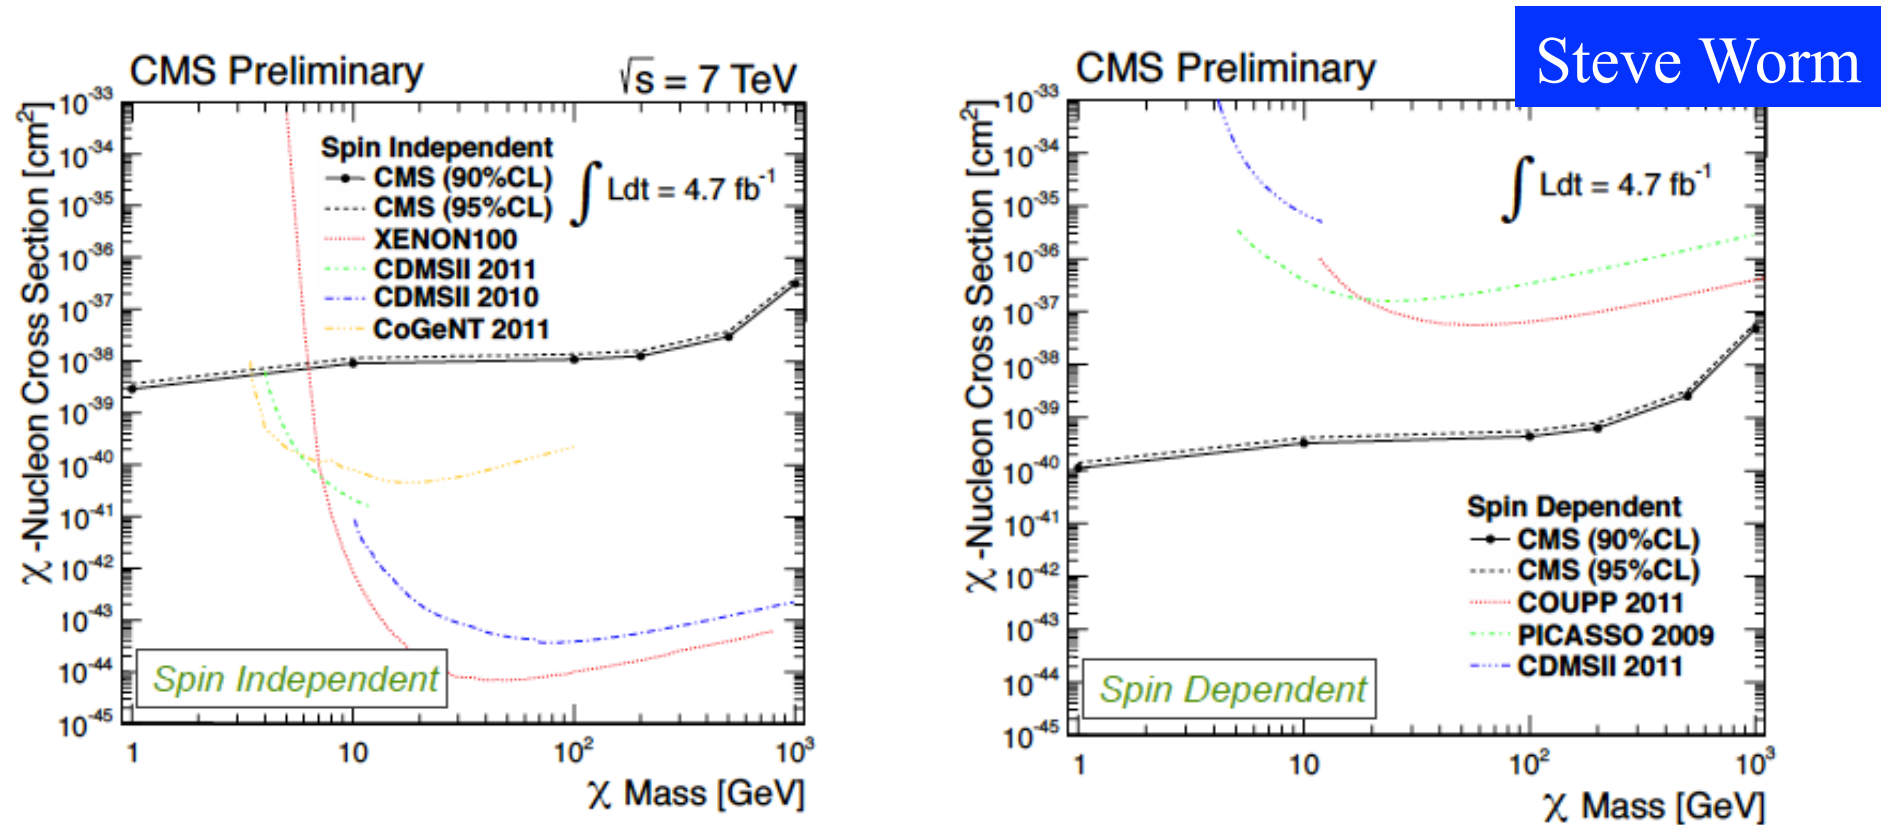 Steve Worm
CMS Preliminary
√s = 7 TeV
χ -Nucleon Cross Section [cm²]
10⁻³³
10⁻³⁴
10⁻³⁵
10⁻³⁶
10⁻³⁷
10⁻³⁸
10⁻³⁹
10⁻⁴⁰
10⁻⁴¹
10⁻⁴²
10⁻⁴³
10⁻⁴⁴
10⁻⁴⁵
Spin Independent
CMS (90%CL)
CMS (95%CL)
XENON100
CDMSII 2011
CDMSII 2010
CoGeNT 2011
∫ Ldt = 4.7 fb⁻¹
Spin Independent
1 10 10² 10³
χ Mass [GeV]
CMS Preliminary
χ -Nucleon Cross Section [cm²]
10⁻³³
10⁻³⁴
10⁻³⁵
10⁻³⁶
10⁻³⁷
10⁻³⁸
10⁻³⁹
10⁻⁴⁰
10⁻⁴¹
10⁻⁴²
10⁻⁴³
10⁻⁴⁴
10⁻⁴⁵
∫ Ldt = 4.7 fb⁻¹
Spin Dependent
CMS (90%CL)
CMS (95%CL)
COUPP 2011
PICASSO 2009
CDMSII 2011
Spin Dependent
1 10 10² 10³
χ Mass [GeV]